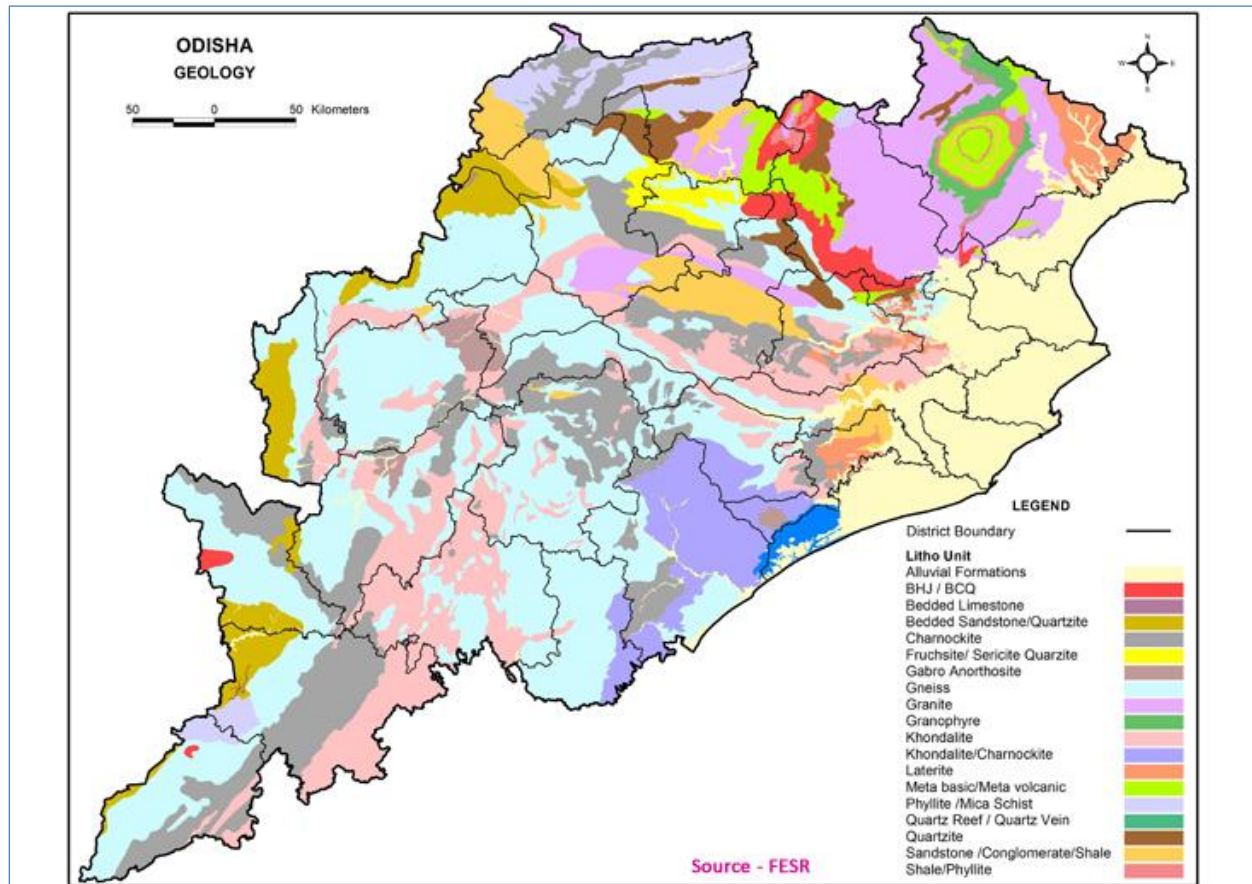 ODISHA
GEOLOGY
50 0 50 Kilometers
N
W E
S
LEGEND
District Boundary
Litho Unit
Alluvial Formations
BHJ / BCQ
Bedded Limestone
Bedded Sandstone/Quartzite
Charnockite
Fruchsite/ Sericite Quarzite
Gabro Anorthosite
Gneiss
Granite
Granophyre
Khondalite
Khondalite/Charnockite
Laterite
Meta basic/Meta volcanic
Phyllite /Mica Schist
Quartz Reef / Quartz Vein
Quartzite
Sandstone /Conglomerate/Shale
Shale/Phyllite
Source - FESR